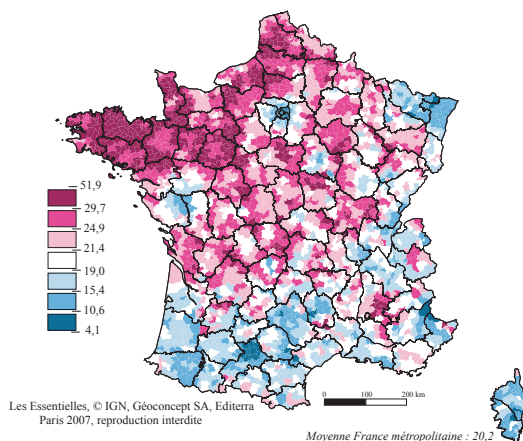 51,9
29,7
24,9
21,4
19,0
15,4
10,6
4,1
0 100 200 km
Les Essentielles, © IGN, Géoconcept SA, Editerra
Paris 2007, reproduction interdite
Moyenne France métropolitaine : 20,2